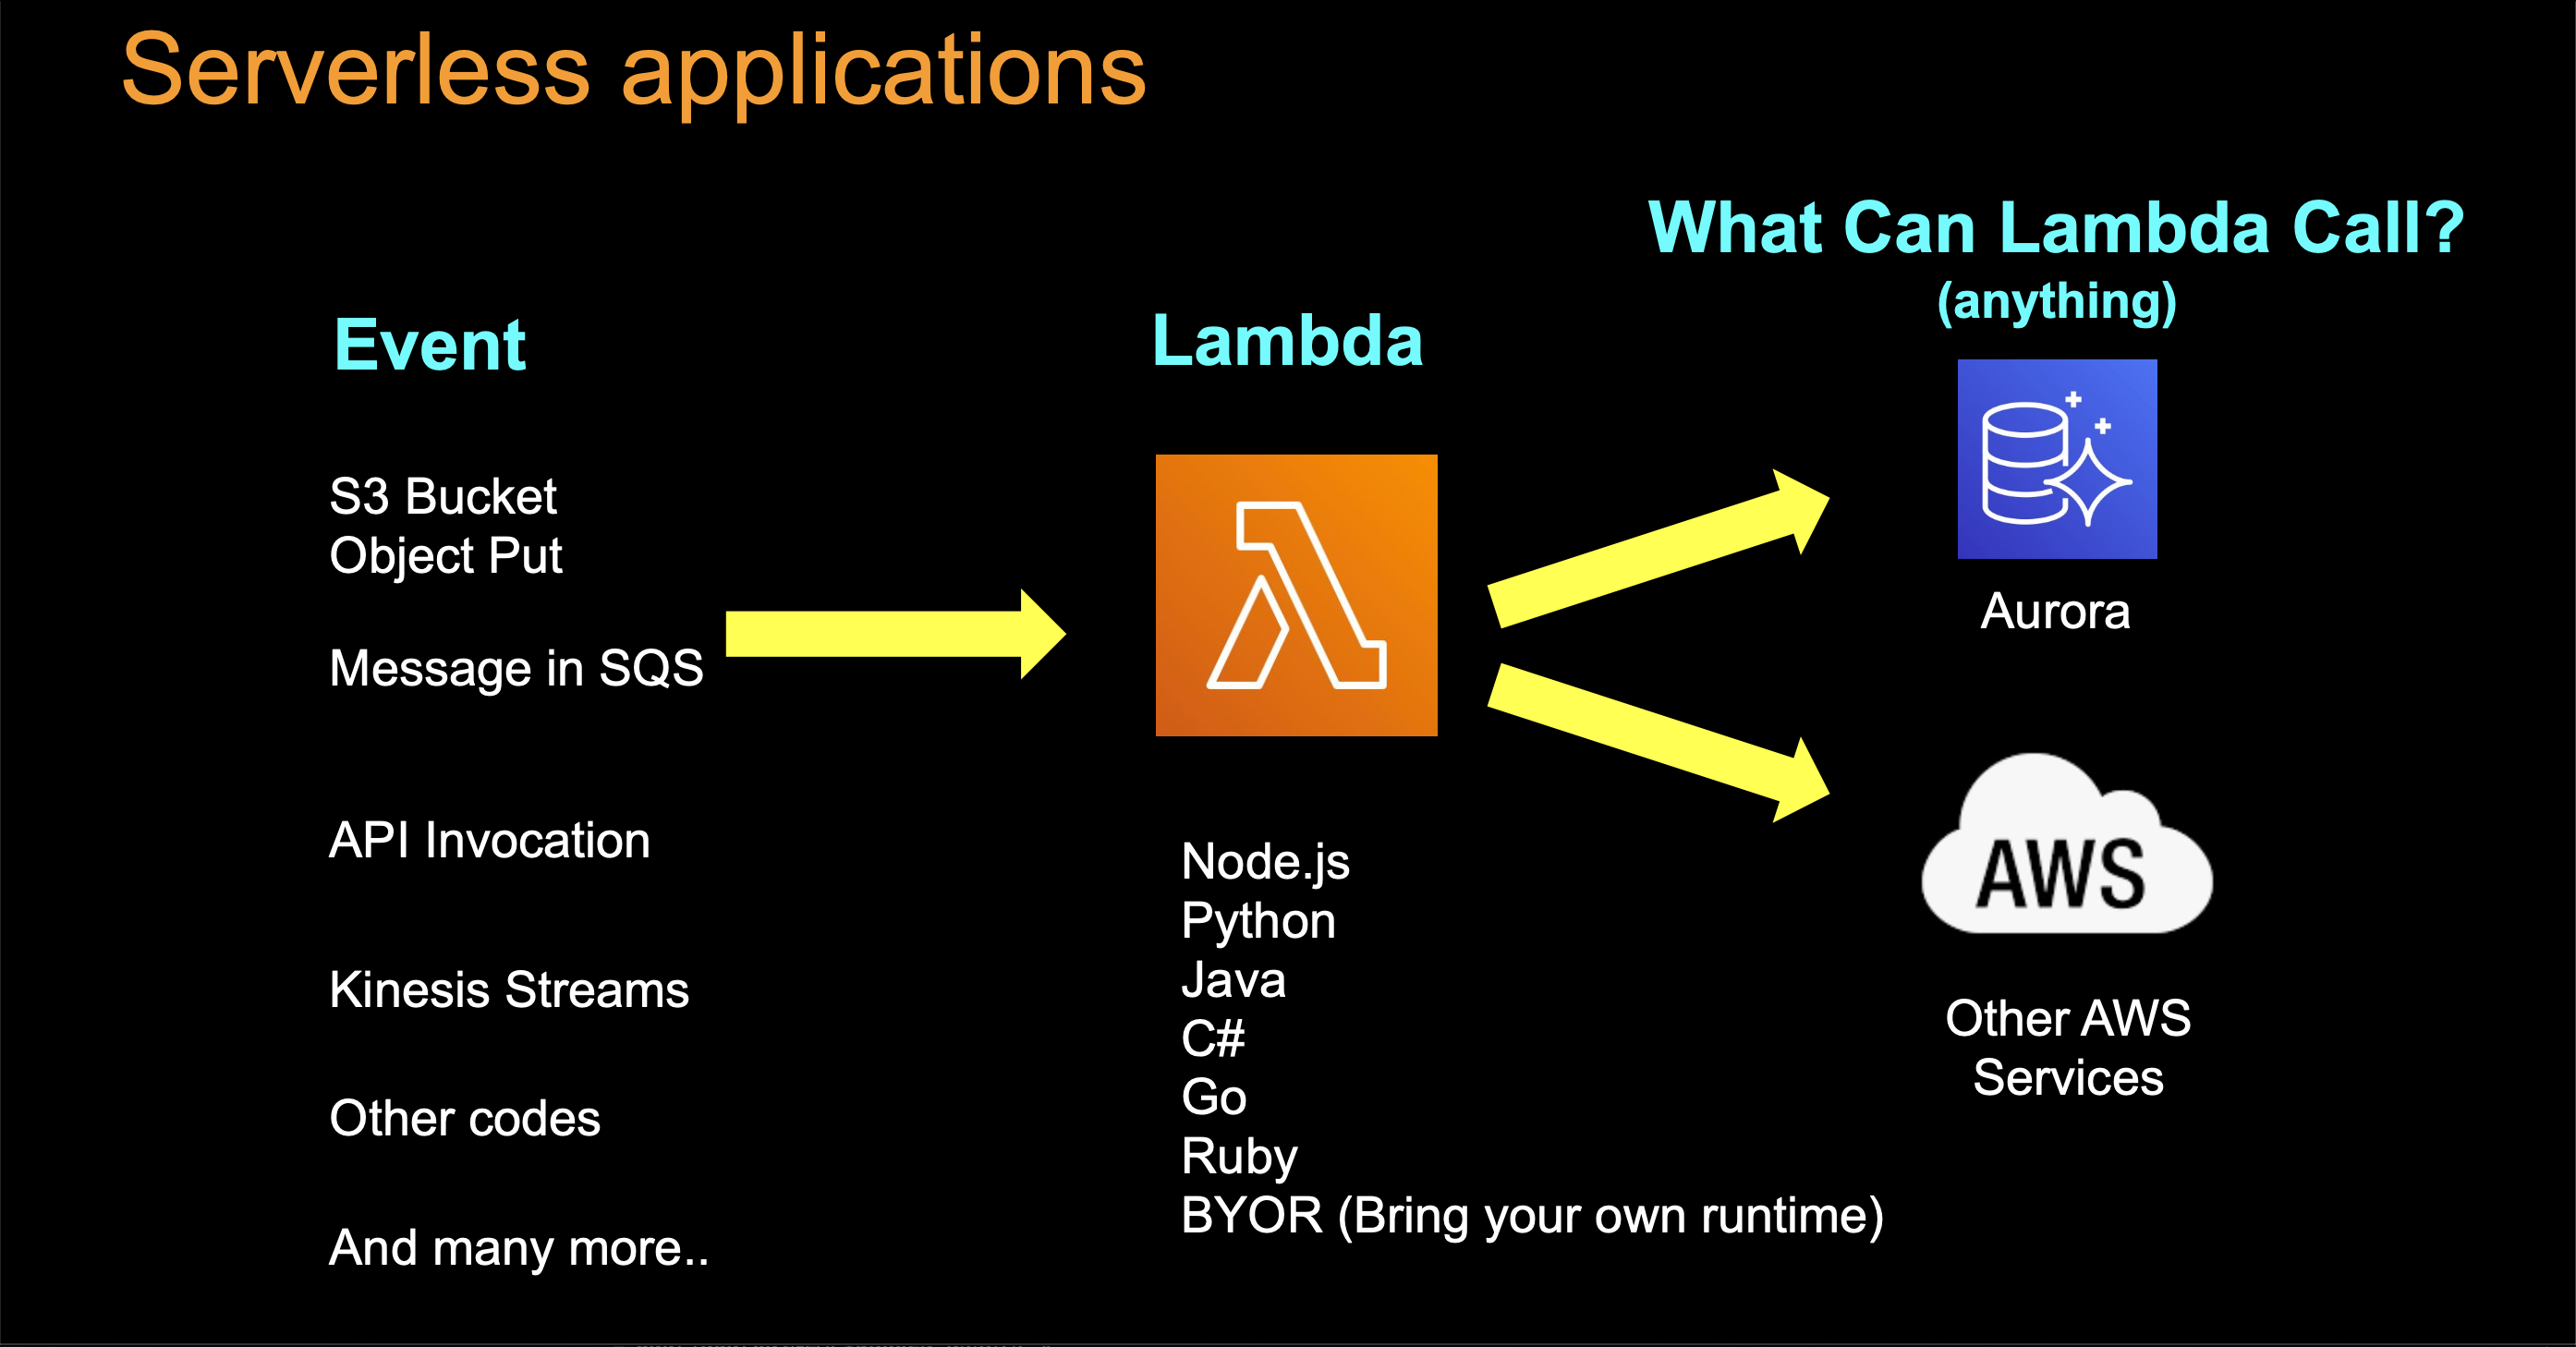 Serverless applications
Event
S3 Bucket
Object Put
Message in SQS
API Invocation
Kinesis Streams
Other codes
And many more..
Lambda
Node.js
Python
Java
C#
Go
Ruby
BYOR (Bring your own runtime)
What Can Lambda Call?
(anything)
Aurora
AWS
Other AWS
Services